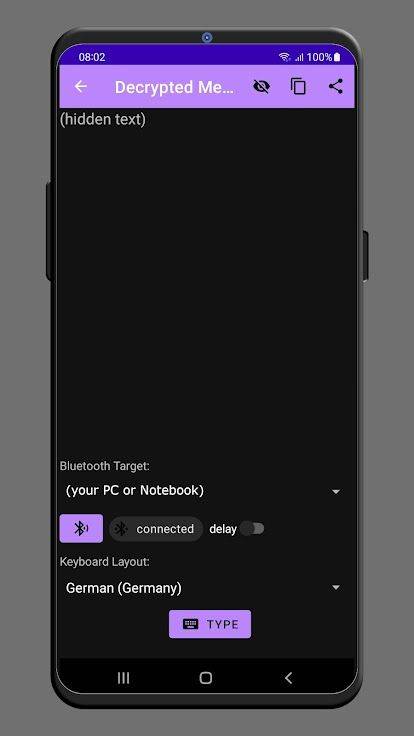 08:02 100%
Decrypted Me...
(hidden text)
Bluetooth Target:
(your PC or Notebook)
connected delay
Keyboard Layout:
German (Germany)
TYPE